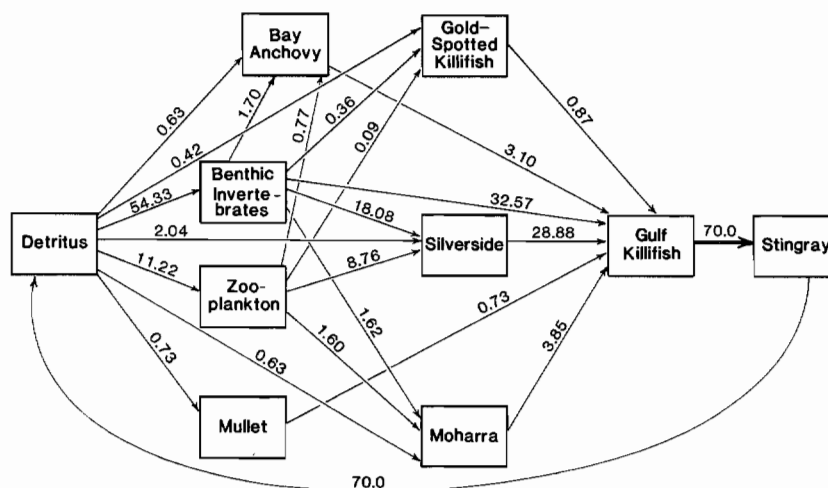 Bay
Anchovy
Gold-
Spotted
Killifish
0.63
1.70
0.42
0.77
0.36
0.09
0.87
3.10
54.33
Benthic
Inverte-
brates
32.57
18.08
Detritus
2.04
Silverside
28.88
Gulf
Killifish
70.0
Stingray
11.22
Zoo-
plankton
8.76
0.73
0.63
1.62
1.60
0.73
3.85
Mullet
Moharra
70.0